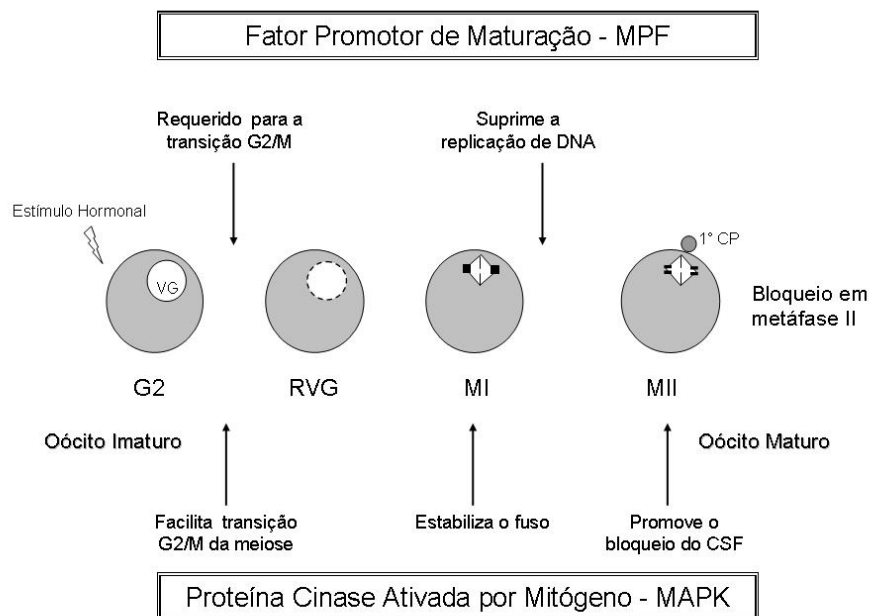 Fator Promotor de Maturação - MPF
Requerido para a
transição G2/M
Suprime a
replicação de DNA
Estímulo Hormonal
VG
1° CP
Bloqueio em
metáfase II
G2
RVG
MI
MII
Oócito Imaturo
Oócito Maturo
Facilita transição
G2/M da meiose
Estabiliza o fuso
Promove o
bloqueio do CSF
Proteína Cinase Ativada por Mitógeno - MAPK